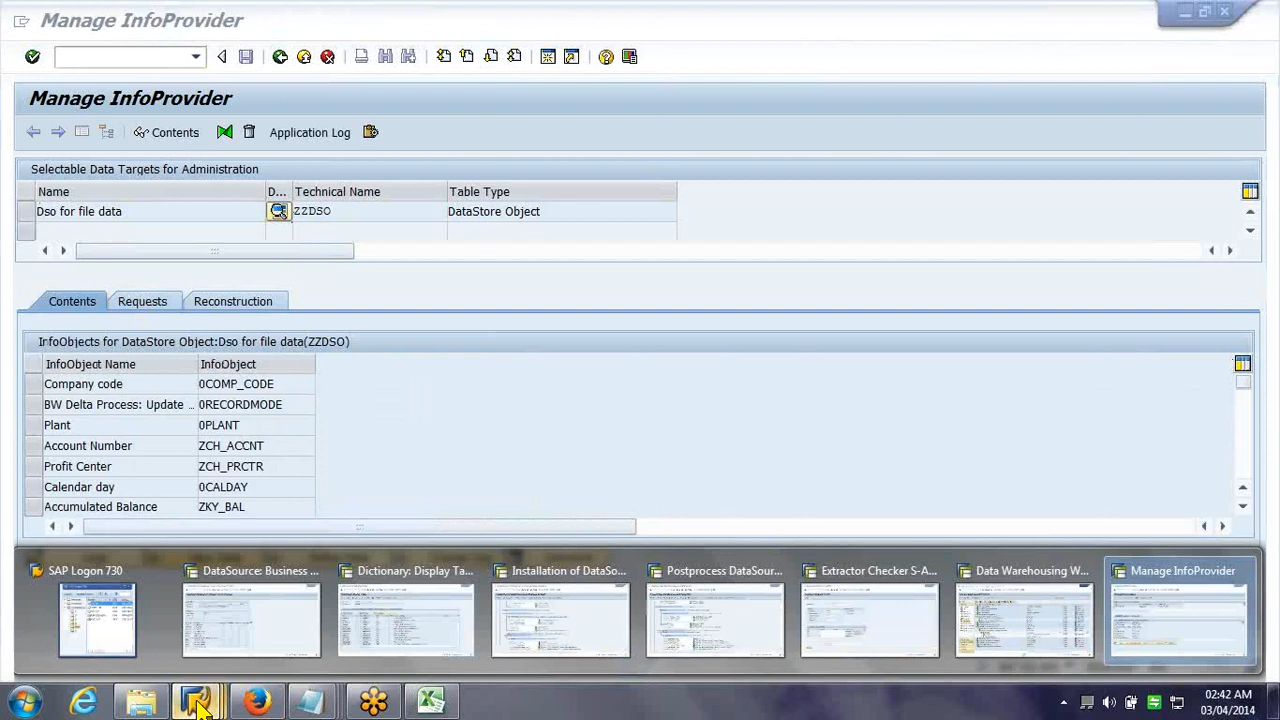 Manage InfoProvider
Manage InfoProvider
Contents
Application Log
Selectable Data Targets for Administration
Name D... Technical Name Table Type
Dso for file data ZZDSO DataStore Object
Contents Requests Reconstruction
InfoObjects for DataStore Object:Dso for file data(ZZDSO)
InfoObject Name InfoObject
Company code 0COMP_CODE
BW Delta Process: Update ... 0RECORDMODE
Plant 0PLANT
Account Number ZCH_ACCNT
Profit Center ZCH_PRCTR
Calendar day 0CALDAY
Accumulated Balance ZKY_BAL
SAP Logon 730 DataSource: Business ... Dictionary: Display Ta... Installation of DataSo... Postprocess DataSour... Extractor Checker S-A... Data Warehousing W... Manage InfoProvider
02:42 AM
03/04/2014